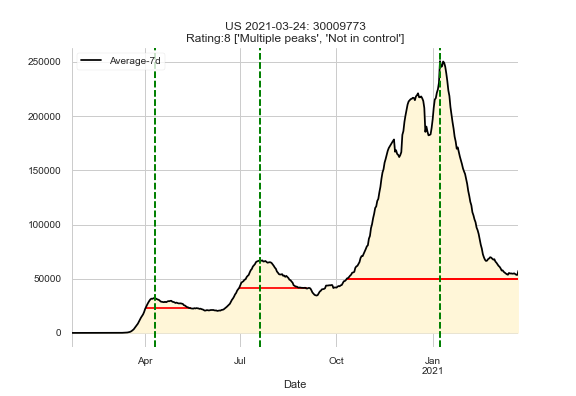 US 2021-03-24: 30009773
Rating:8 ['Multiple peaks', 'Not in control']
Average-7d
250000
200000
150000
100000
50000
0
Apr
Jul
Oct
Jan
2021
Date